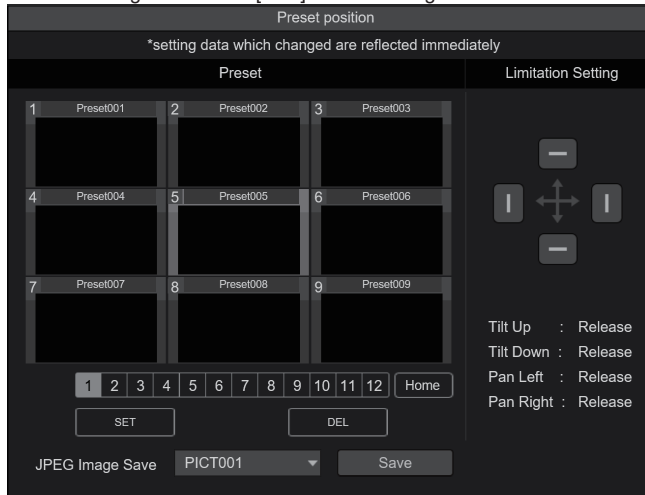 Preset position
*setting data which changed are reflected immediately
Preset
Limitation Setting
1 Preset001 2 Preset002 3 Preset003
4 Preset004 5 Preset005 6 Preset006
7 Preset007 8 Preset008 9 Preset009
Tilt Up : Release
Tilt Down : Release
Pan Left : Release
Pan Right : Release
1 2 3 4 5 6 7 8 9 10 11 12 Home
SET DEL
JPEG Image Save PICT001 Save